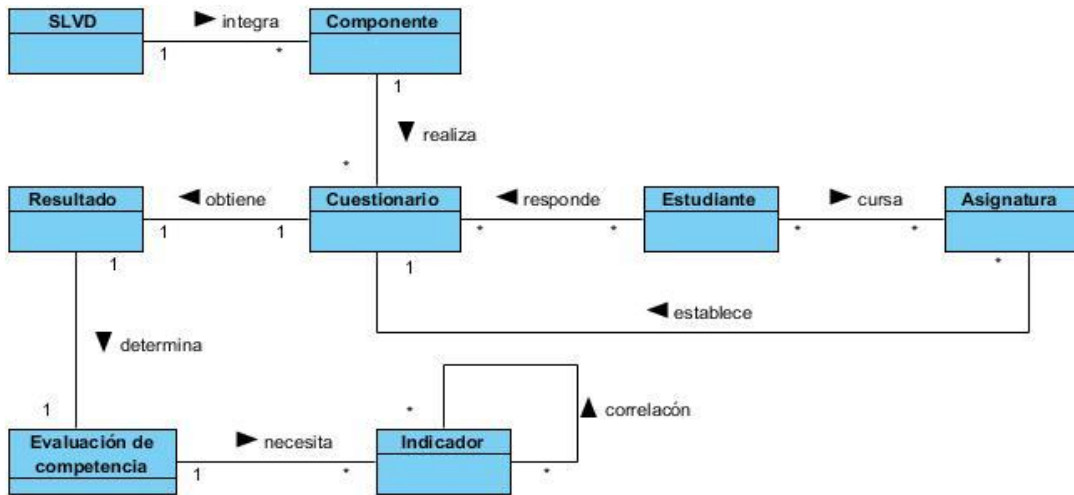 SLVD
integra
Componente
1
*
1
realiza
*
Resultado
obtiene
Cuestionario
responde
Estudiante
cursa
Asignatura
1
1
*
*
*
*
1
1
*
establece
determina
1
*
correlacón
Evaluación de
competencia
necesita
Indicador
1
*
*